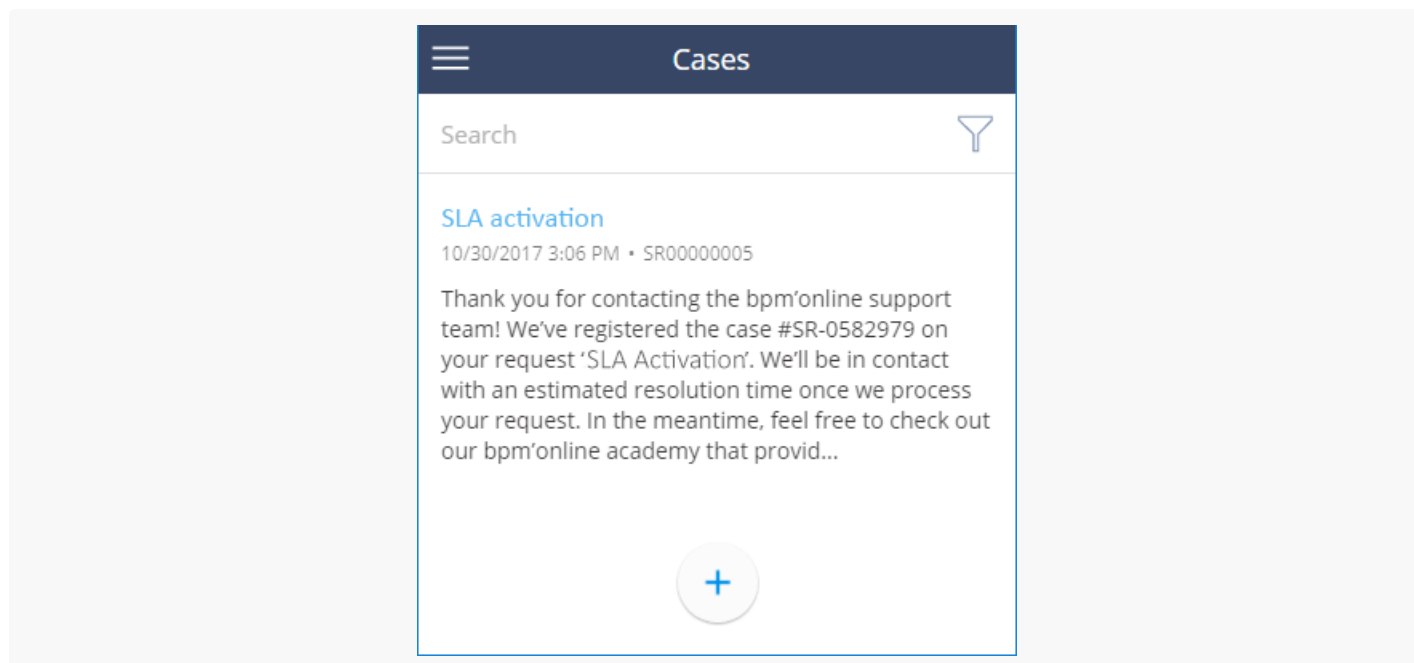 Cases
Search
SLA activation
10/30/2017 3:06 PM • SR00000005
Thank you for contacting the bpm’online support
team! We’ve registered the case #SR-0582979 on
your request ‘SLA Activation’. We’ll be in contact
with an estimated resolution time once we process
your request. In the meantime, feel free to check out
our bpm’online academy that provid...
+